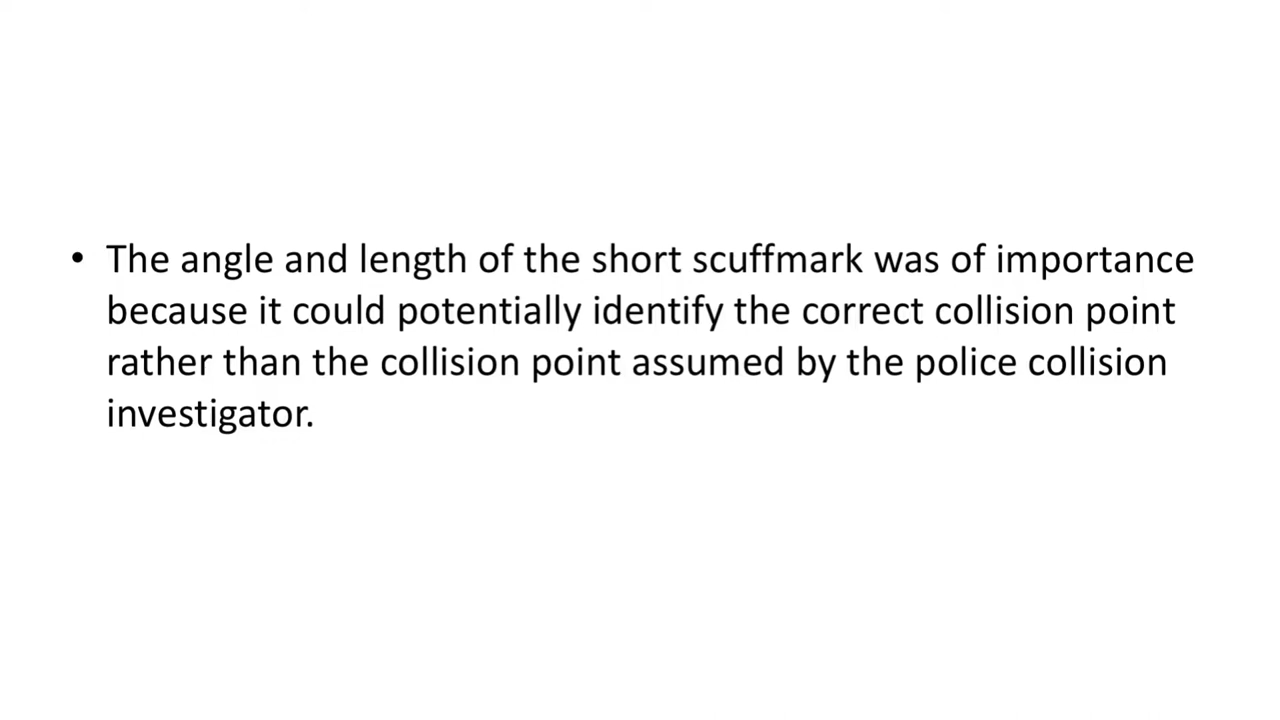 • The angle and length of the short scuffmark was of importance
because it could potentially identify the correct collision point
rather than the collision point assumed by the police collision
investigator.